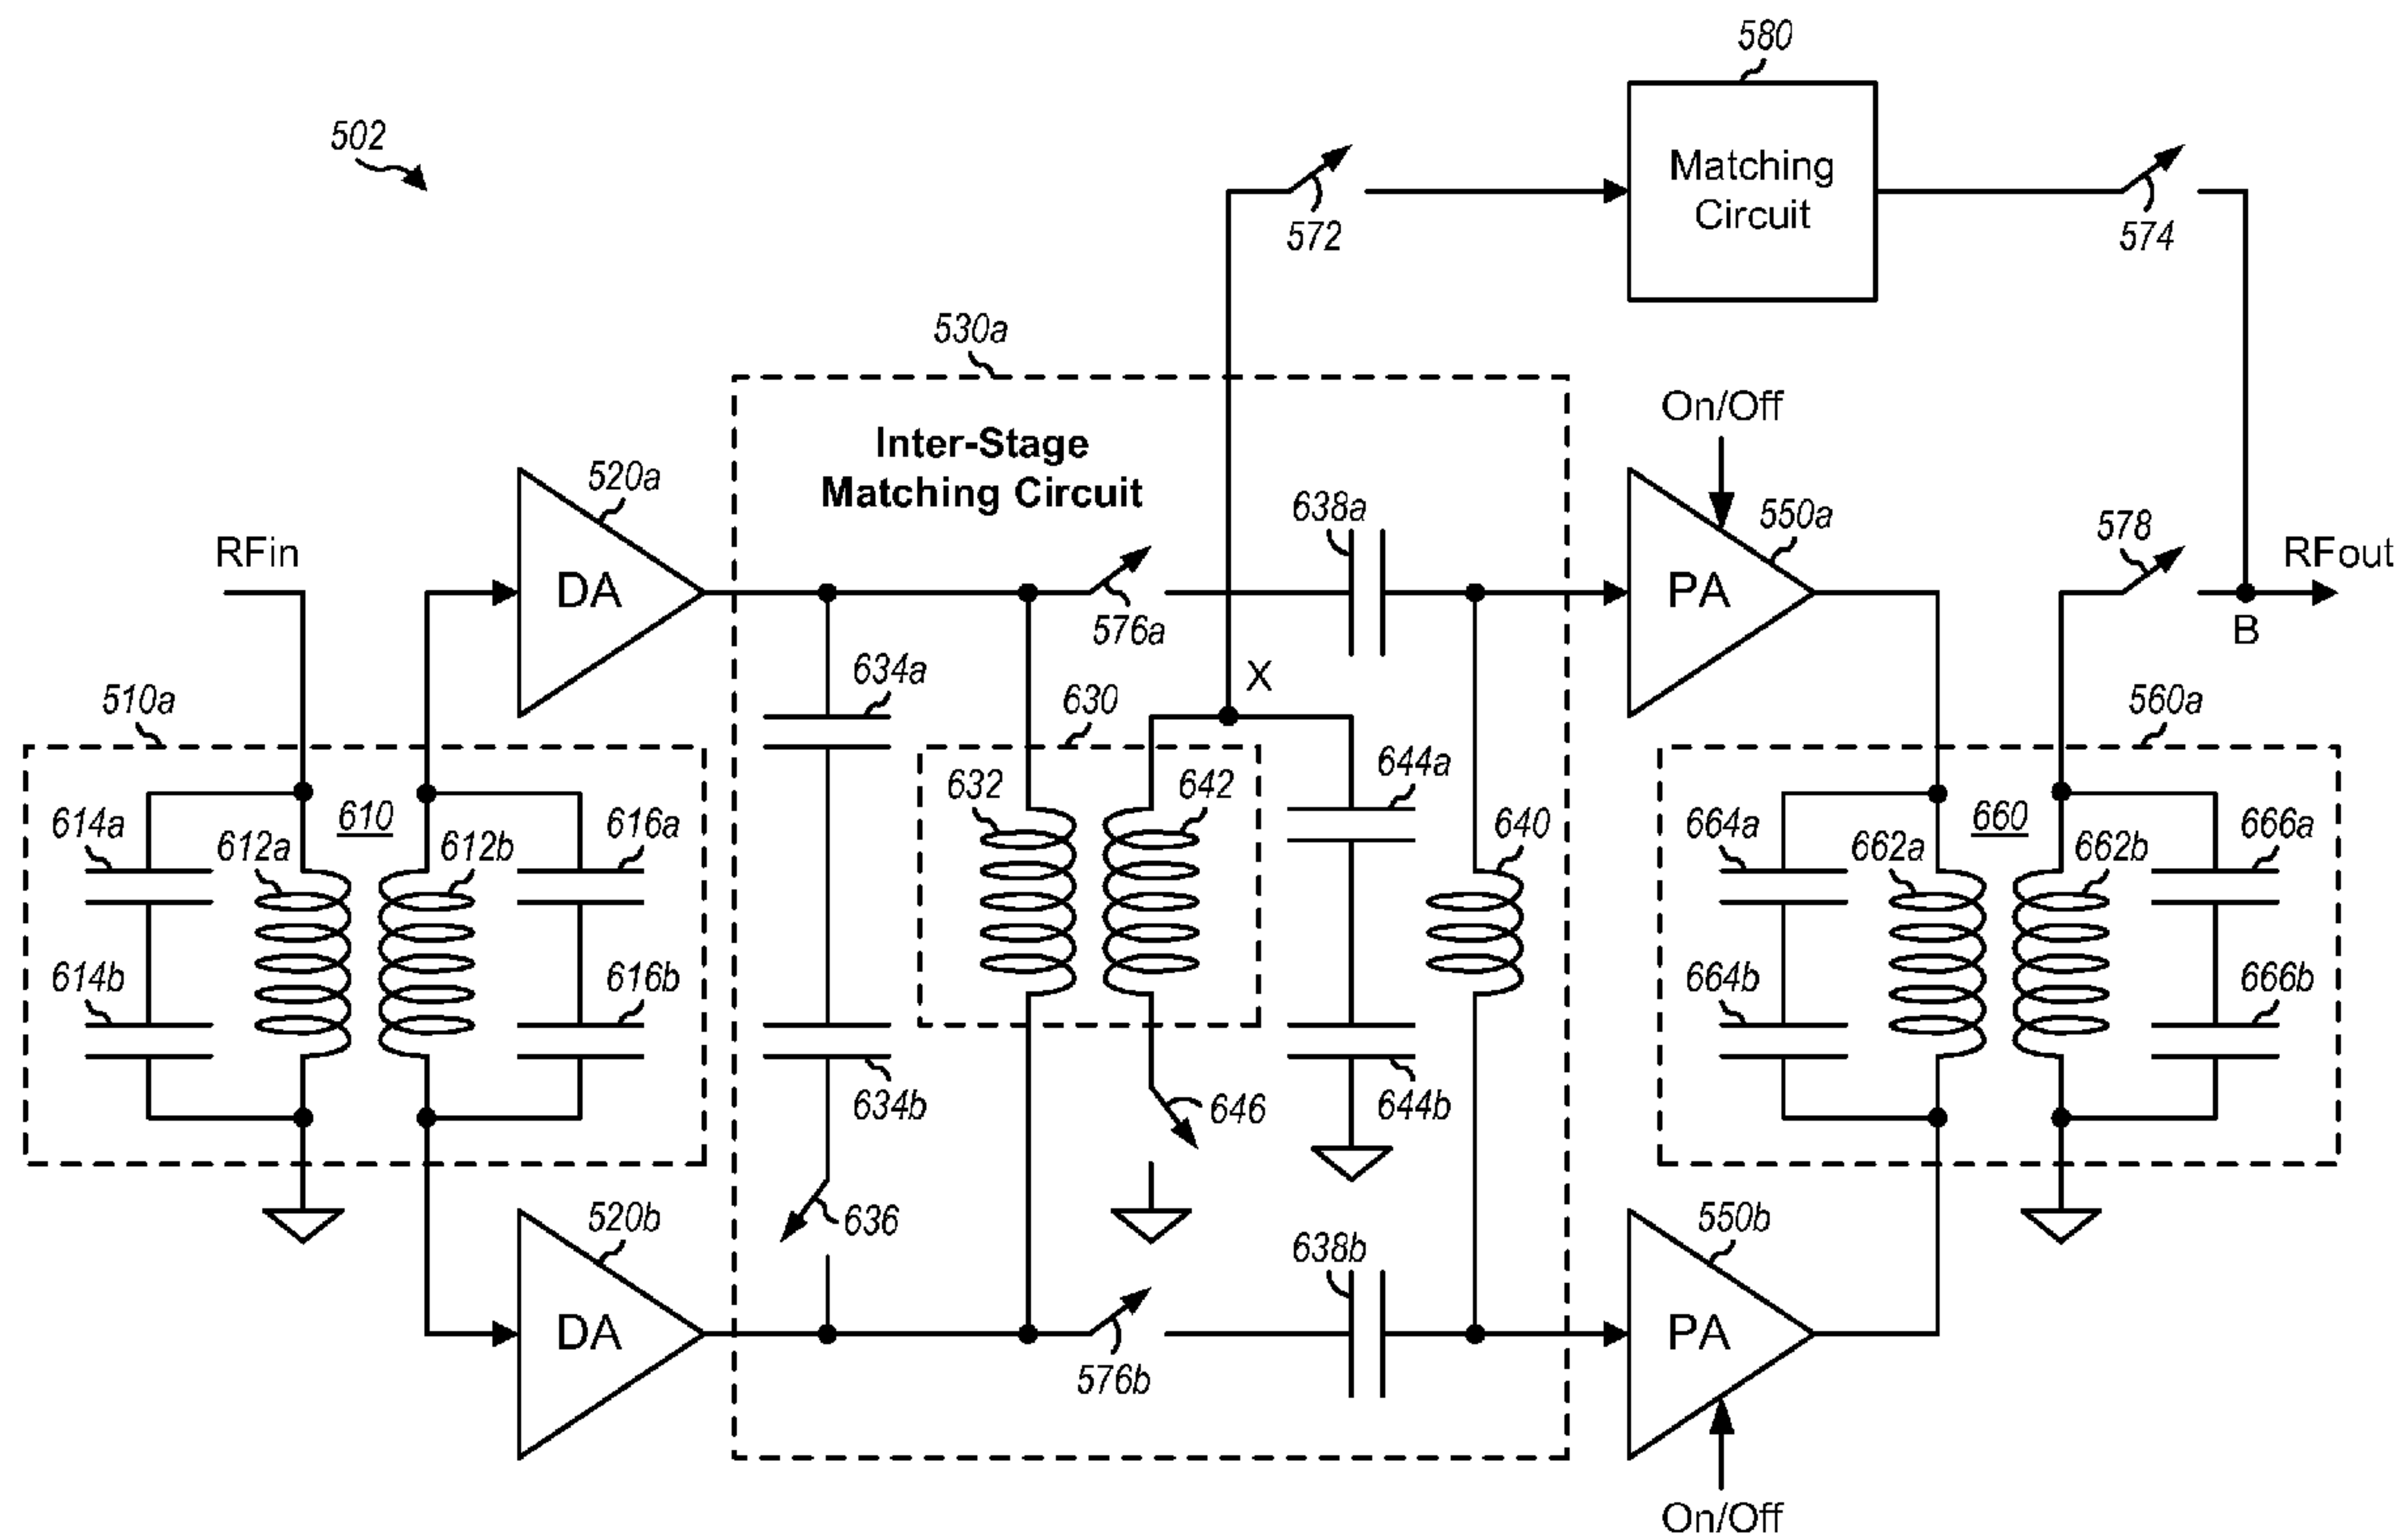 580
502
Matching
Circuit
572
574
530a
On/Off
Inter-Stage
Matching Circuit
520a
638a
550a
578
RFin
RFout
DA
PA
576a
B
634a
X
510a
630
560a
632
642
644a
614a
610
616a
640
664a
660
666a
612a
612b
662a
662b
614b
616b
664b
666b
634b
646
644b
636
520b
638b
550b
DA
PA
576b
On/Off